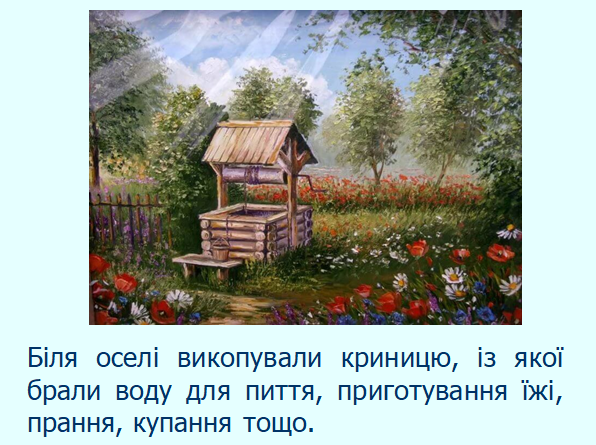 Біля оселі викопували криницю, із якої
брали воду для пиття, приготування їжі,
прання, купання тощо.